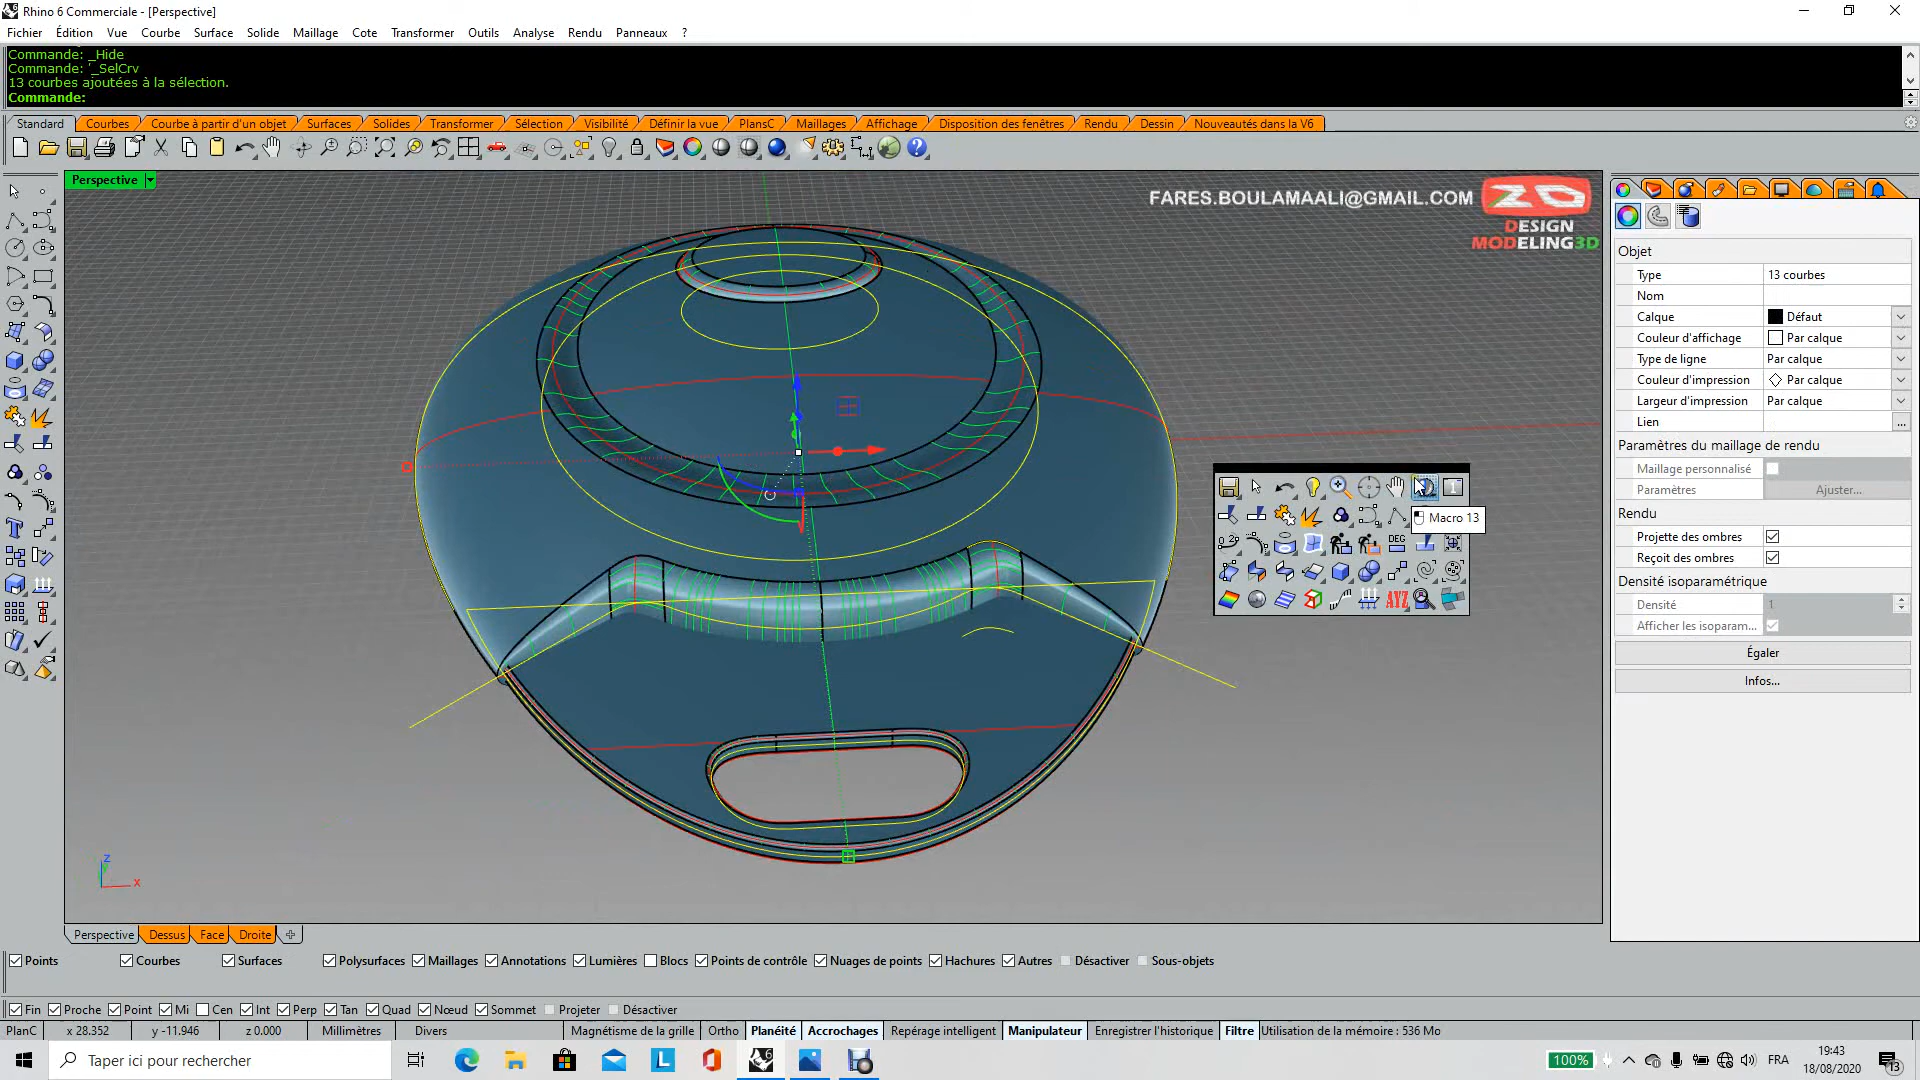 Rhino 6 Commerciale - [Perspective]
Fichier Édition Vue Courbe Surface Solide Maillage Cote Transformer Outils Analyse Rendu Panneaux ?
Commande: _Hide
Commande: '_SelCrv
13 courbes ajoutées à la sélection.
Commande:
Standard Courbes Courbe à partir d'un objet Surfaces Solides Transformer Sélection Visibilité Définir la vue PlansC Maillages Affichage Disposition des fenêtres Rendu Dessin Nouveautés dans la V6
Perspective
FARES.BOULAMAALI@GMAIL.COM
ZO
DESIGN
MODELING3D
Objet
Type 13 courbes
Nom
Calque Défaut
Couleur d'affichage Par calque
Type de ligne Par calque
Couleur d'impression Par calque
Largeur d'impression Par calque
Lien ...
Paramètres du maillage de rendu
Maillage personnalisé
Paramètres Ajuster...
Rendu
Projette des ombres
Reçoit des ombres
Densité isoparamétrique
Densité 1
Afficher les isoparam...
Égaler
Infos...
Macro 13
DEG
AYZ
z
x
Perspective Dessus Face Droite
Points Courbes Surfaces Polysurfaces Maillages Annotations Lumières Blocs Points de contrôle Nuages de points Hachures Autres Désactiver Sous-objets
Fin Proche Point Mi Cen Int Perp Tan Quad Nœud Sommet Projeter Désactiver
PlanC x 28.352 y -11.946 z 0.000 Millimètres Divers Magnétisme de la grille Ortho Planéité Accrochages Repérage intelligent Manipulateur Enregistrer l'historique Filtre Utilisation de la mémoire : 536 Mo
Taper ici pour rechercher
100%
FRA
19:43
18/08/2020
13